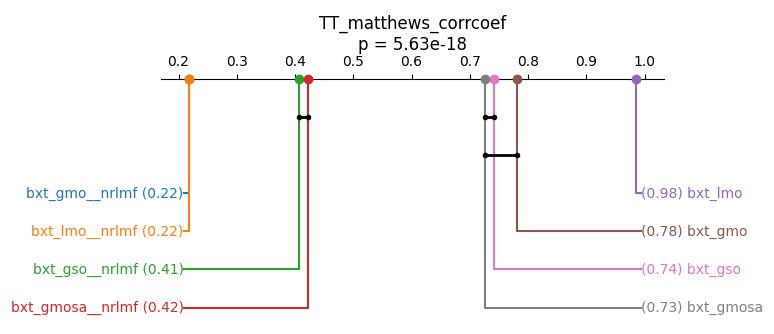 TT_matthews_corrcoef
p = 5.63e-18
0.2 0.3 0.4 0.5 0.6 0.7 0.8 0.9 1.0
bxt_gmo__nrlmf (0.22) (0.98) bxt_lmo
bxt_lmo__nrlmf (0.22) (0.78) bxt_gmo
bxt_gso__nrlmf (0.41) (0.74) bxt_gso
bxt_gmosa__nrlmf (0.42) (0.73) bxt_gmosa